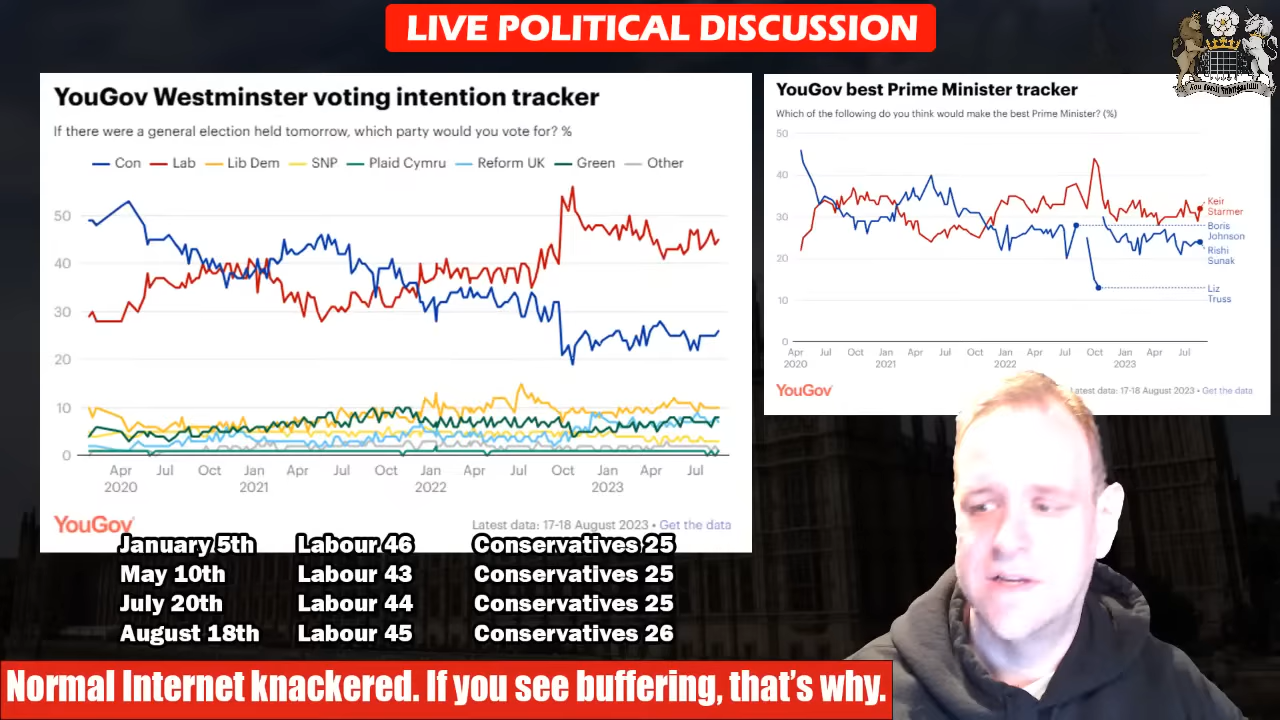 LIVE POLITICAL DISCUSSION
YouGov Westminster voting intention tracker
If there were a general election held tomorrow, which party would you vote for? %
Con Lab Lib Dem SNP Plaid Cymru Reform UK Green Other
50
40
30
20
10
0
Apr Jul Oct Jan Apr Jul Oct Jan Apr Jul Oct Jan Apr Jul
2020 2021 2022 2023
YouGov
Latest data: 17-18 August 2023 • Get the data
YouGov best Prime Minister tracker
Which of the following do you think would make the best Prime Minister? (%)
50
40
30
20
10
0
Keir
Starmer
Boris
Johnson
Rishi
Sunak
Liz
Truss
Apr Jul Oct Jan Apr Jul Oct Jan Apr Jul Oct Jan Apr Jul
2020 2021 2022 2023
YouGov
Latest data: 17-18 August 2023 • Get the data
January 5th Labour 46 Conservatives 25
May 10th Labour 43 Conservatives 25
July 20th Labour 44 Conservatives 25
August 18th Labour 45 Conservatives 26
Normal Internet knackered. If you see buffering, that's why.